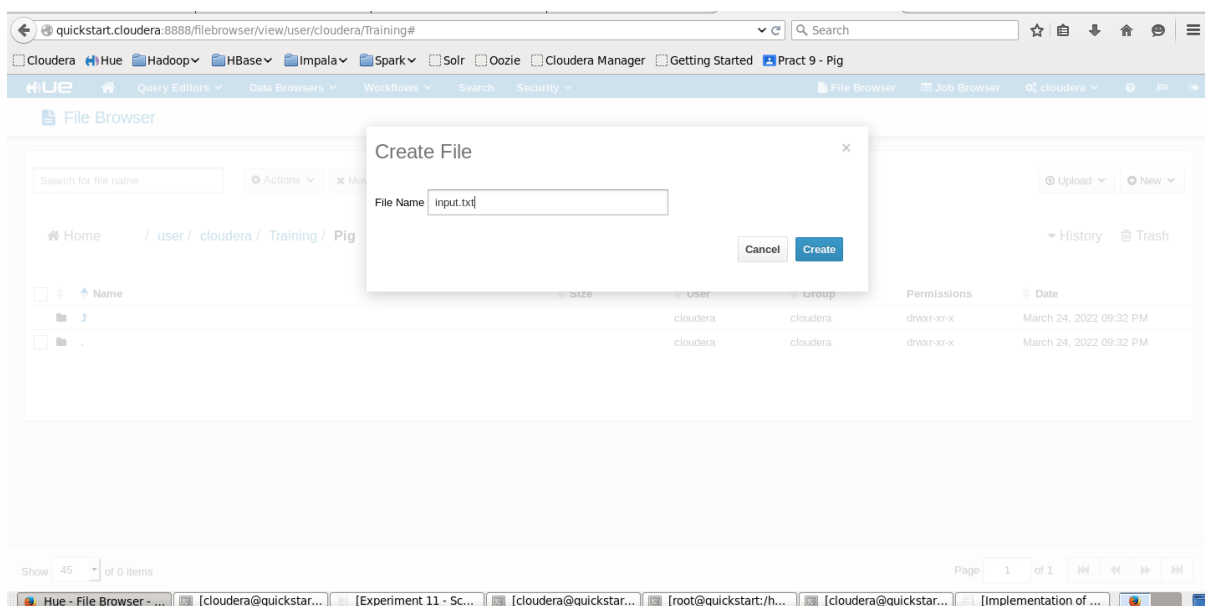 quickstart.cloudera:8888/filebrowser/view/user/cloudera/Training# Search
Cloudera Hue Hadoop HBase Impala Spark Solr Oozie Cloudera Manager Getting Started Pract 9 - Pig
HUE Query Editors Data Browsers Workflows Search Security File Browser Job Browser cloudera
File Browser
Create File ×
Search for file name Actions Mov Upload New
File Name input.txt
Home / user / cloudera / Training / Pig History Trash
Cancel Create
Name Size User Group Permissions Date
cloudera cloudera drwxr-xr-x March 24, 2022 09:32 PM
. cloudera cloudera drwxr-xr-x March 24, 2022 09:32 PM
Show 45 of 0 items Page 1 of 1
Hue - File Browser - ... [cloudera@quickstar... [Experiment 11 - Sc... [cloudera@quickstar... [root@quickstart:/h... [cloudera@quickstar... [Implementation of ...